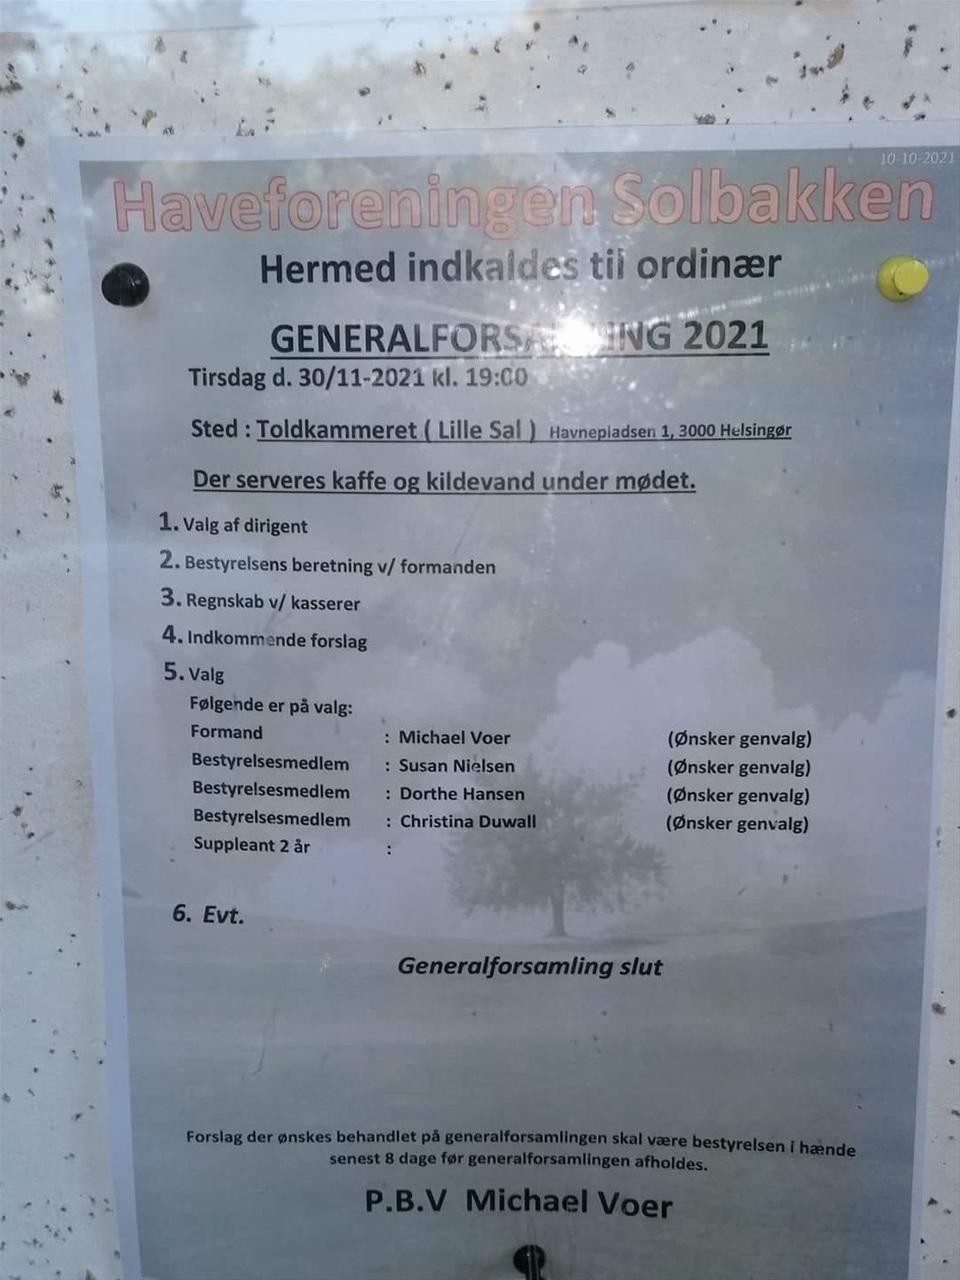 10-10-2021
Haveforeningen Solbakken
Hermed indkaldes til ordinær
GENERALFORSAMLING 2021
Tirsdag d. 30/11-2021 kl. 19:00
Sted : Toldkammeret ( Lille Sal ) Havnepladsen 1, 3000 Helsingør
Der serveres kaffe og kildevand under mødet.
1. Valg af dirigent
2. Bestyrelsens beretning v/ formanden
3. Regnskab v/ kasserer
4. Indkommende forslag
5. Valg
Følgende er på valg:
Formand : Michael Voer (Ønsker genvalg)
Bestyrelsesmedlem : Susan Nielsen (Ønsker genvalg)
Bestyrelsesmedlem : Dorthe Hansen (Ønsker genvalg)
Bestyrelsesmedlem : Christina Duwall (Ønsker genvalg)
Suppleant 2 år :
6. Evt.
Generalforsamling slut
Forslag der ønskes behandlet på generalforsamlingen skal være bestyrelsen i hænde
senest 8 dage før generalforsamlingen afholdes.
P.B.V Michael Voer